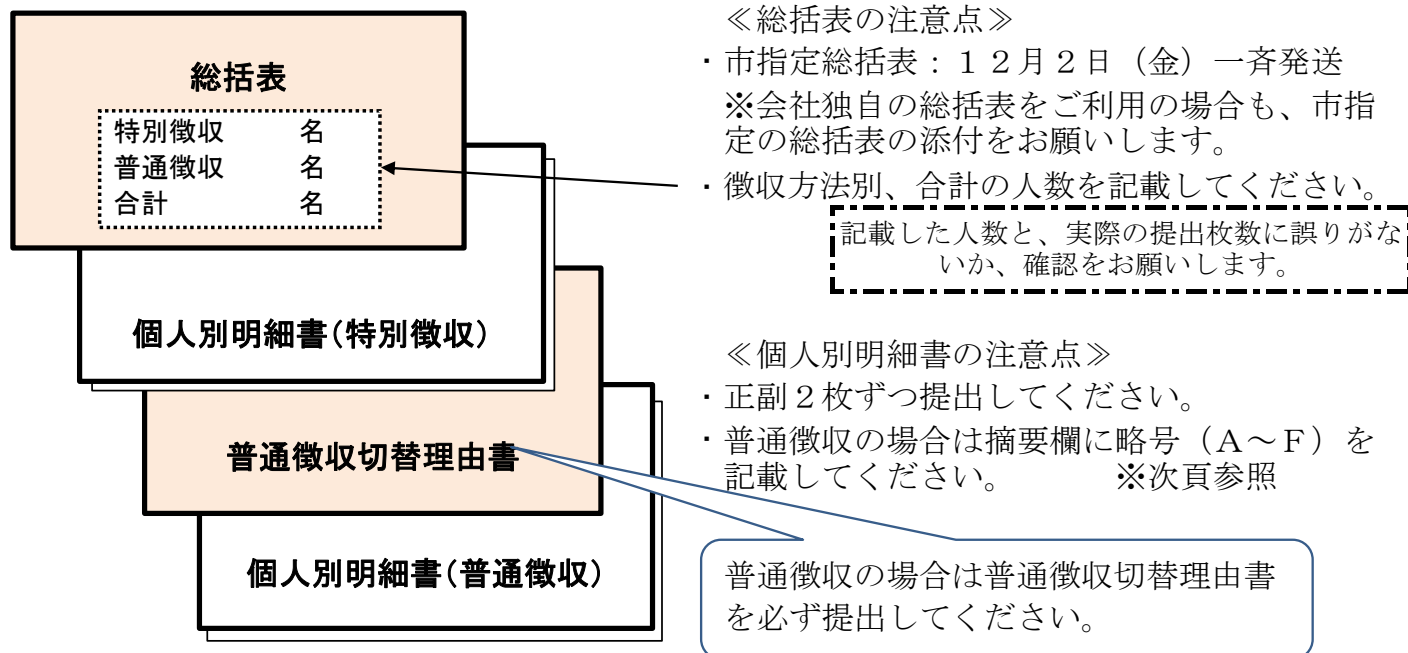 総括表
特別徴収　　　名
普通徴収　　　名
合計　　　　　名
個人別明細書(特別徴収)
普通徴収切替理由書
個人別明細書(普通徴収)
≪総括表の注意点≫
・市指定総括表：１２月２日（金）一斉発送
※会社独自の総括表をご利用の場合も、市指
定の総括表の添付をお願いします。
・徴収方法別、合計の人数を記載してください。
記載した人数と、実際の提出枚数に誤りがな
いか、確認をお願いします。
≪個人別明細書の注意点≫
・正副２枚ずつ提出してください。
・普通徴収の場合は摘要欄に略号（Ａ～Ｆ）を
記載してください。　　　※次頁参照
普通徴収の場合は普通徴収切替理由書
を必ず提出してください。